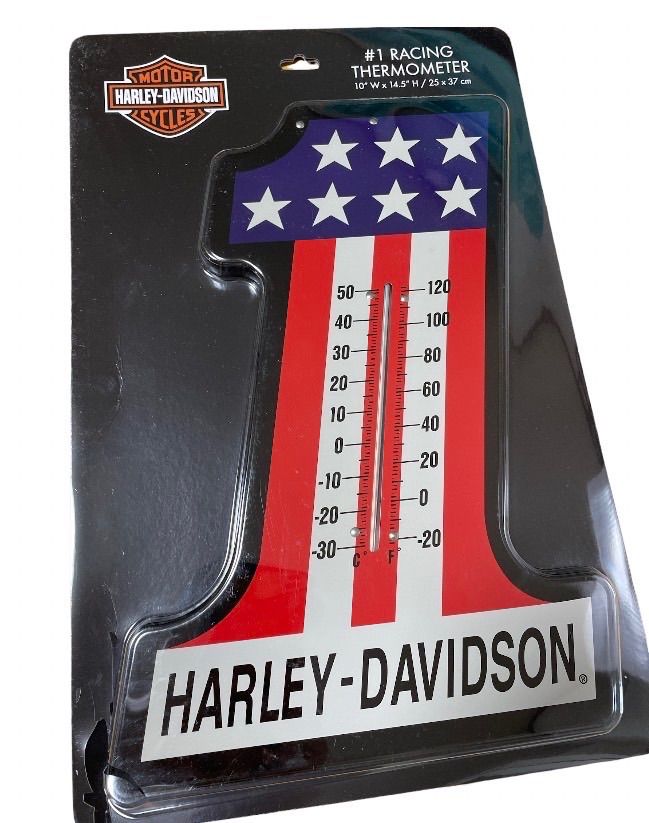 MOTOR
HARLEY-DAVIDSON
CYCLES
#1 RACING
THERMOMETER
10" W x 14.5" H / 25 x 37 cm
50 120
40 100
30 80
20 60
10 40
0 20
-10 0
-20 -20
-30
C° F°
HARLEY-DAVIDSON®